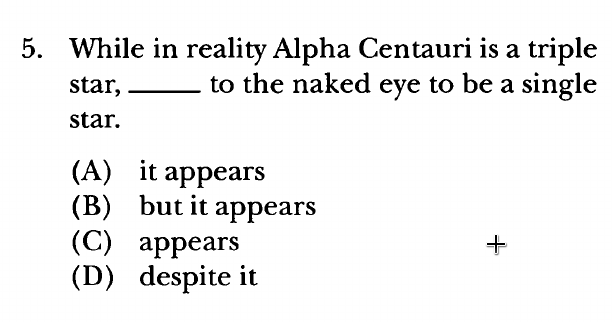 5. While in reality Alpha Centauri is a triple
star, _____ to the naked eye to be a single
star.
(A) it appears
(B) but it appears
(C) appears
(D) despite it